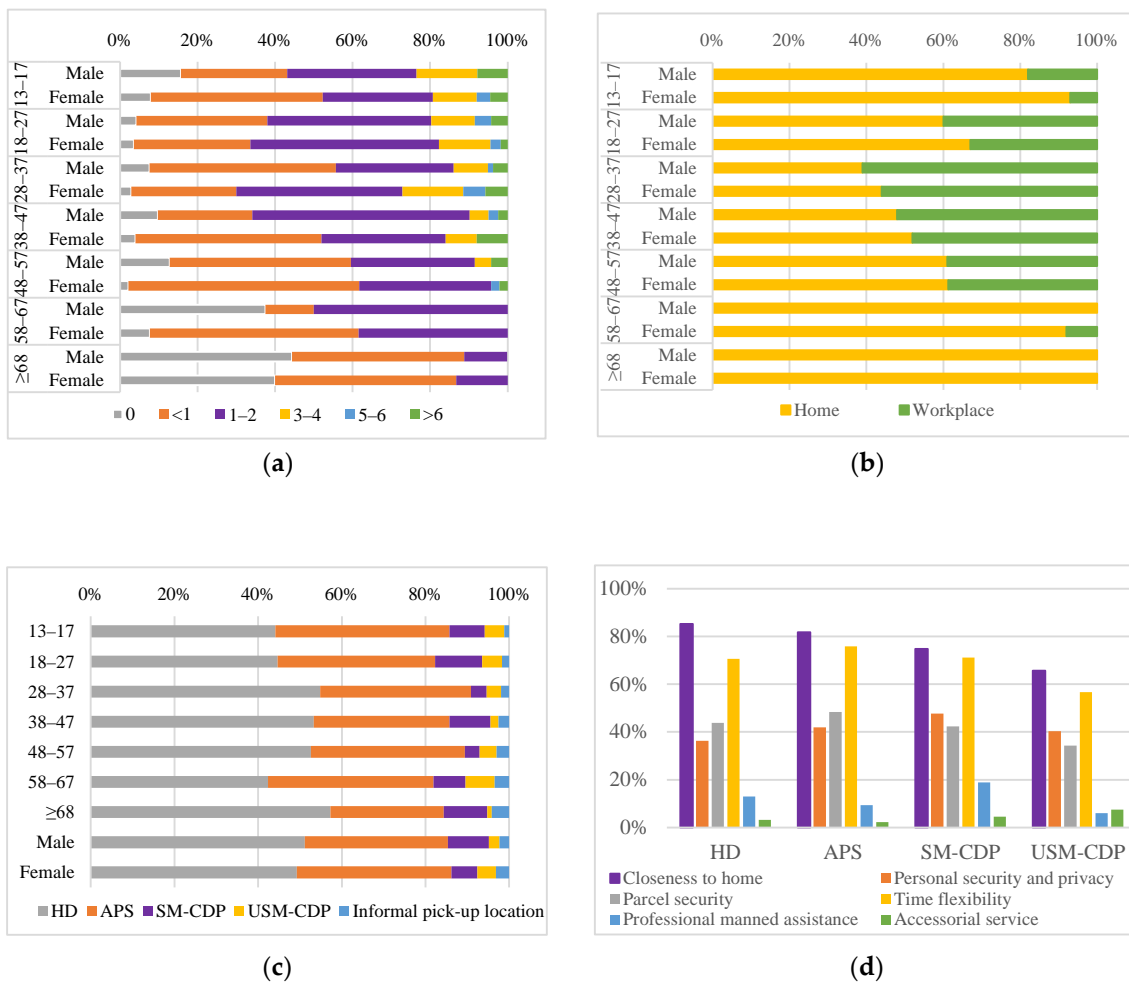 0% 20% 40% 60% 80% 100%
13–17 Male
Female
18–27 Male
Female
28–37 Male
Female
38–47 Male
Female
48–57 Male
Female
58–67 Male
Female
≥68 Male
Female
0 <1 1–2 3–4 5–6 >6
(a)
0% 20% 40% 60% 80% 100%
13–17 Male
Female
18–27 Male
Female
28–37 Male
Female
38–47 Male
Female
48–57 Male
Female
58–67 Male
Female
≥68 Male
Female
Home Workplace
(b)
0% 20% 40% 60% 80% 100%
13–17
18–27
28–37
38–47
48–57
58–67
≥68
Male
Female
HD APS SM-CDP USM-CDP Informal pick-up location
(c)
100%
80%
60%
40%
20%
0%
HD APS SM-CDP USM-CDP
Closeness to home Personal security and privacy
Parcel security Time flexibility
Professional manned assistance Accessorial service
(d)